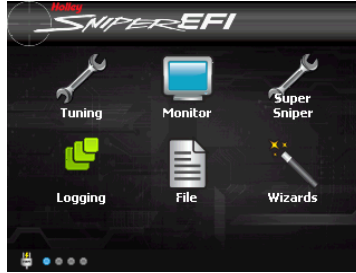 Holley
SNIPER EFI
Tuning
Monitor
Super
Sniper
Logging
File
Wizards